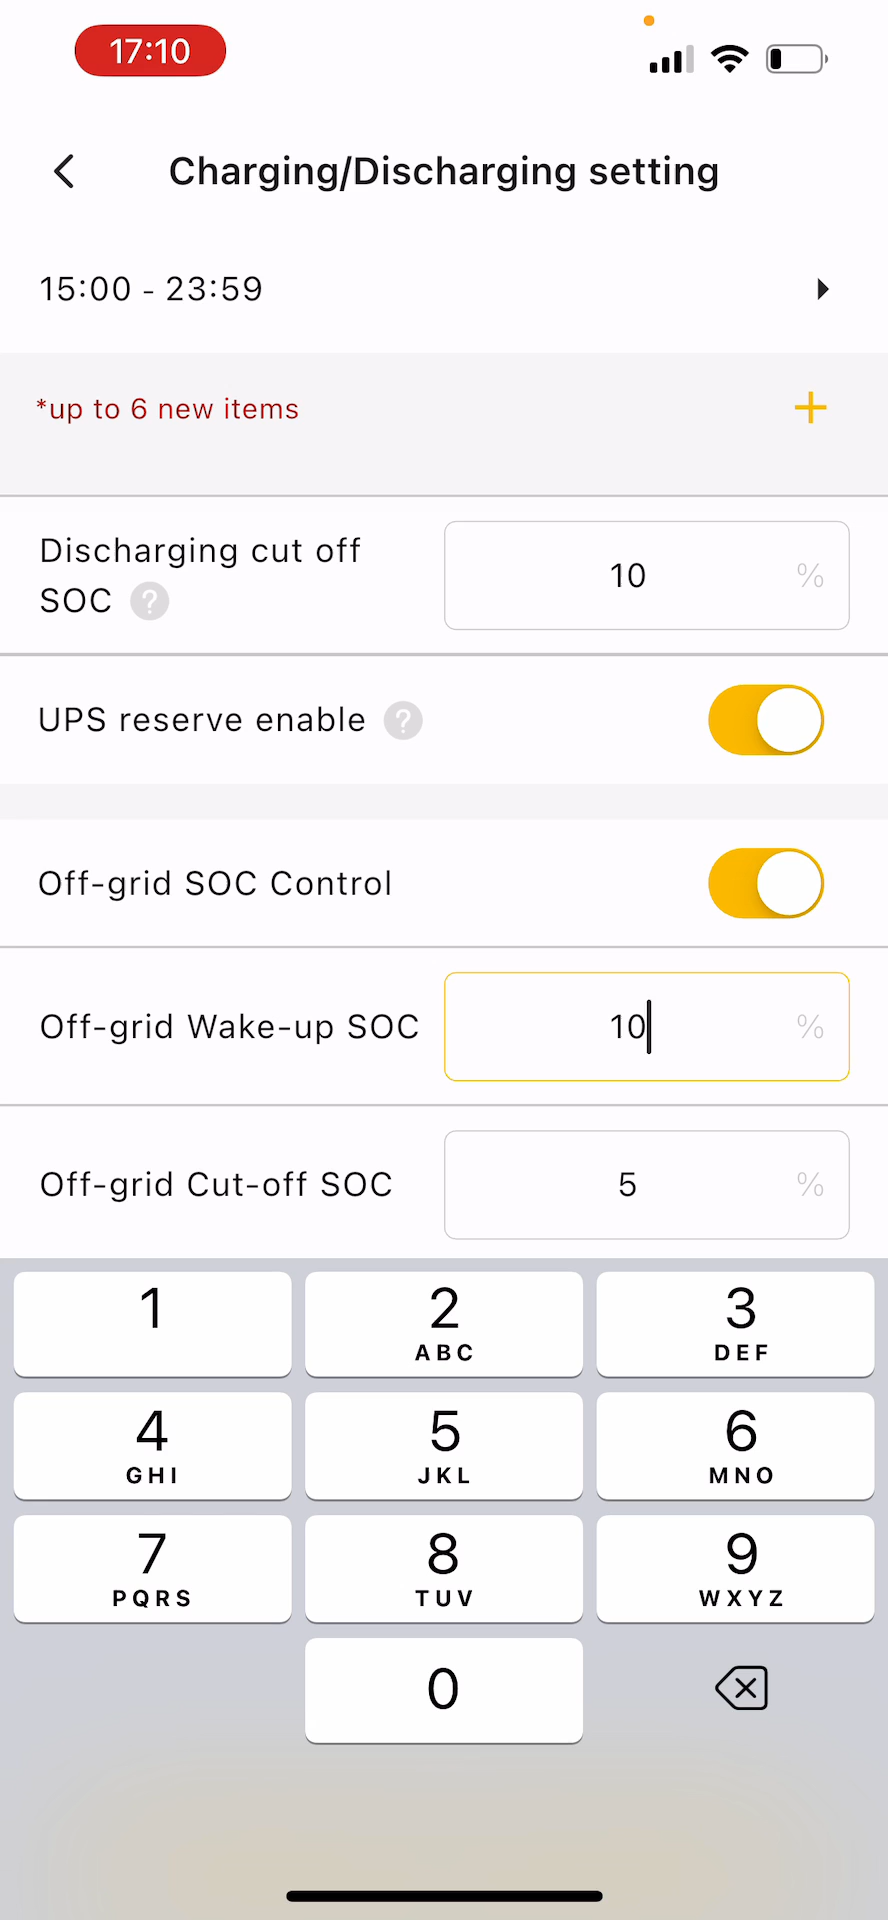 17:10
Charging/Discharging setting
15:00 - 23:59
*up to 6 new items
Discharging cut off
SOC ?
10 %
UPS reserve enable ?
Off-grid SOC Control
Off-grid Wake-up SOC 10 %
Off-grid Cut-off SOC 5 %
1 2 3
ABC DEF
4 5 6
GHI JKL MNO
7 8 9
PQRS TUV WXYZ
0